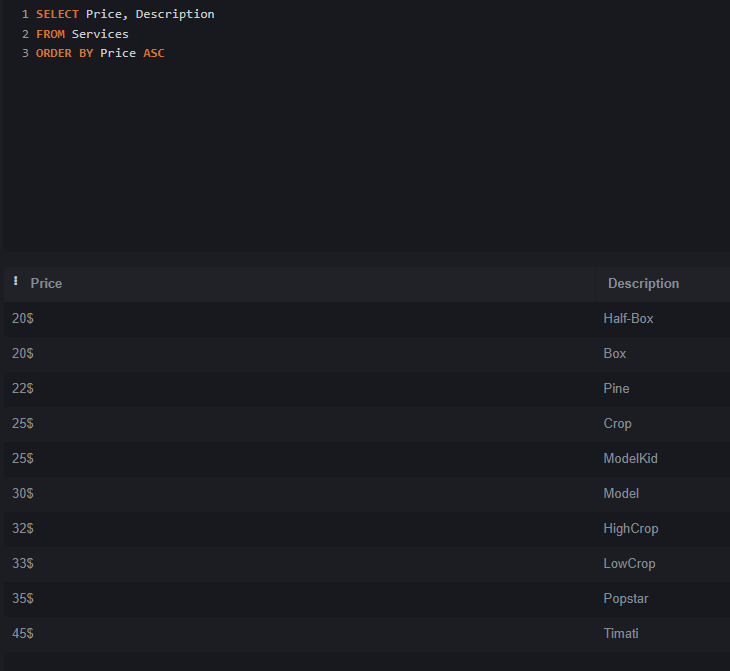 1 SELECT Price, Description
2 FROM Services
3 ORDER BY Price ASC
Price Description
20$ Half-Box
20$ Box
22$ Pine
25$ Crop
25$ ModelKid
30$ Model
32$ HighCrop
33$ LowCrop
35$ Popstar
45$ Timati